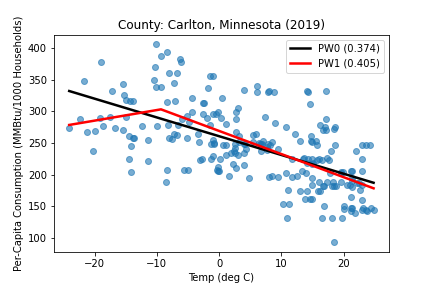 County: Carlton, Minnesota (2019)
PW0 (0.374)
PW1 (0.405)
Per-Capita Consumption (MMBtu/1000 Households)
400
350
300
250
200
150
100
−20 −10 0 10 20
Temp (deg C)